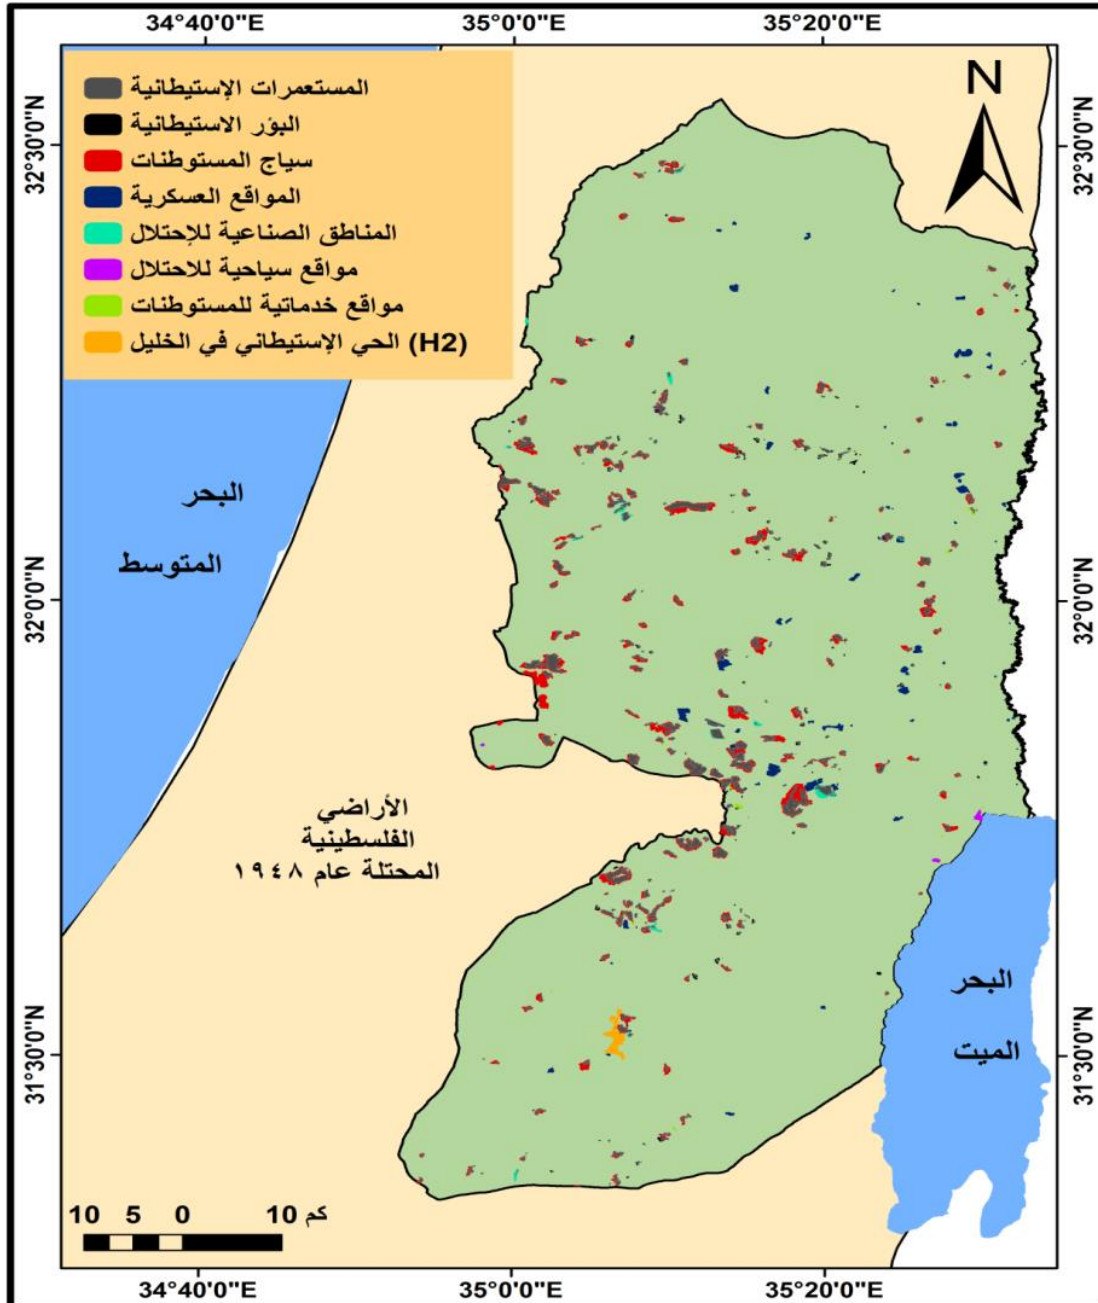 34°40'0"E 35°0'0"E 35°20'0"E
N
32°30'0"N 32°30'0"N
المستعمرات الإستيطانية
البؤر الاستيطانية
سياج المستوطنات
المواقع العسكرية
المناطق الصناعية للإحتلال
مواقع سياحية للاحتلال
مواقع خدماتية للمستوطنات
الحي الإستيطاني في الخليل (H2)
البحر
المتوسط
32°0'0"N 32°0'0"N
الأراضي
الفلسطينية
المحتلة عام ١٩٤٨
البحر
الميت
31°30'0"N 31°30'0"N
10 5 0 10 كم
34°40'0"E 35°0'0"E 35°20'0"E